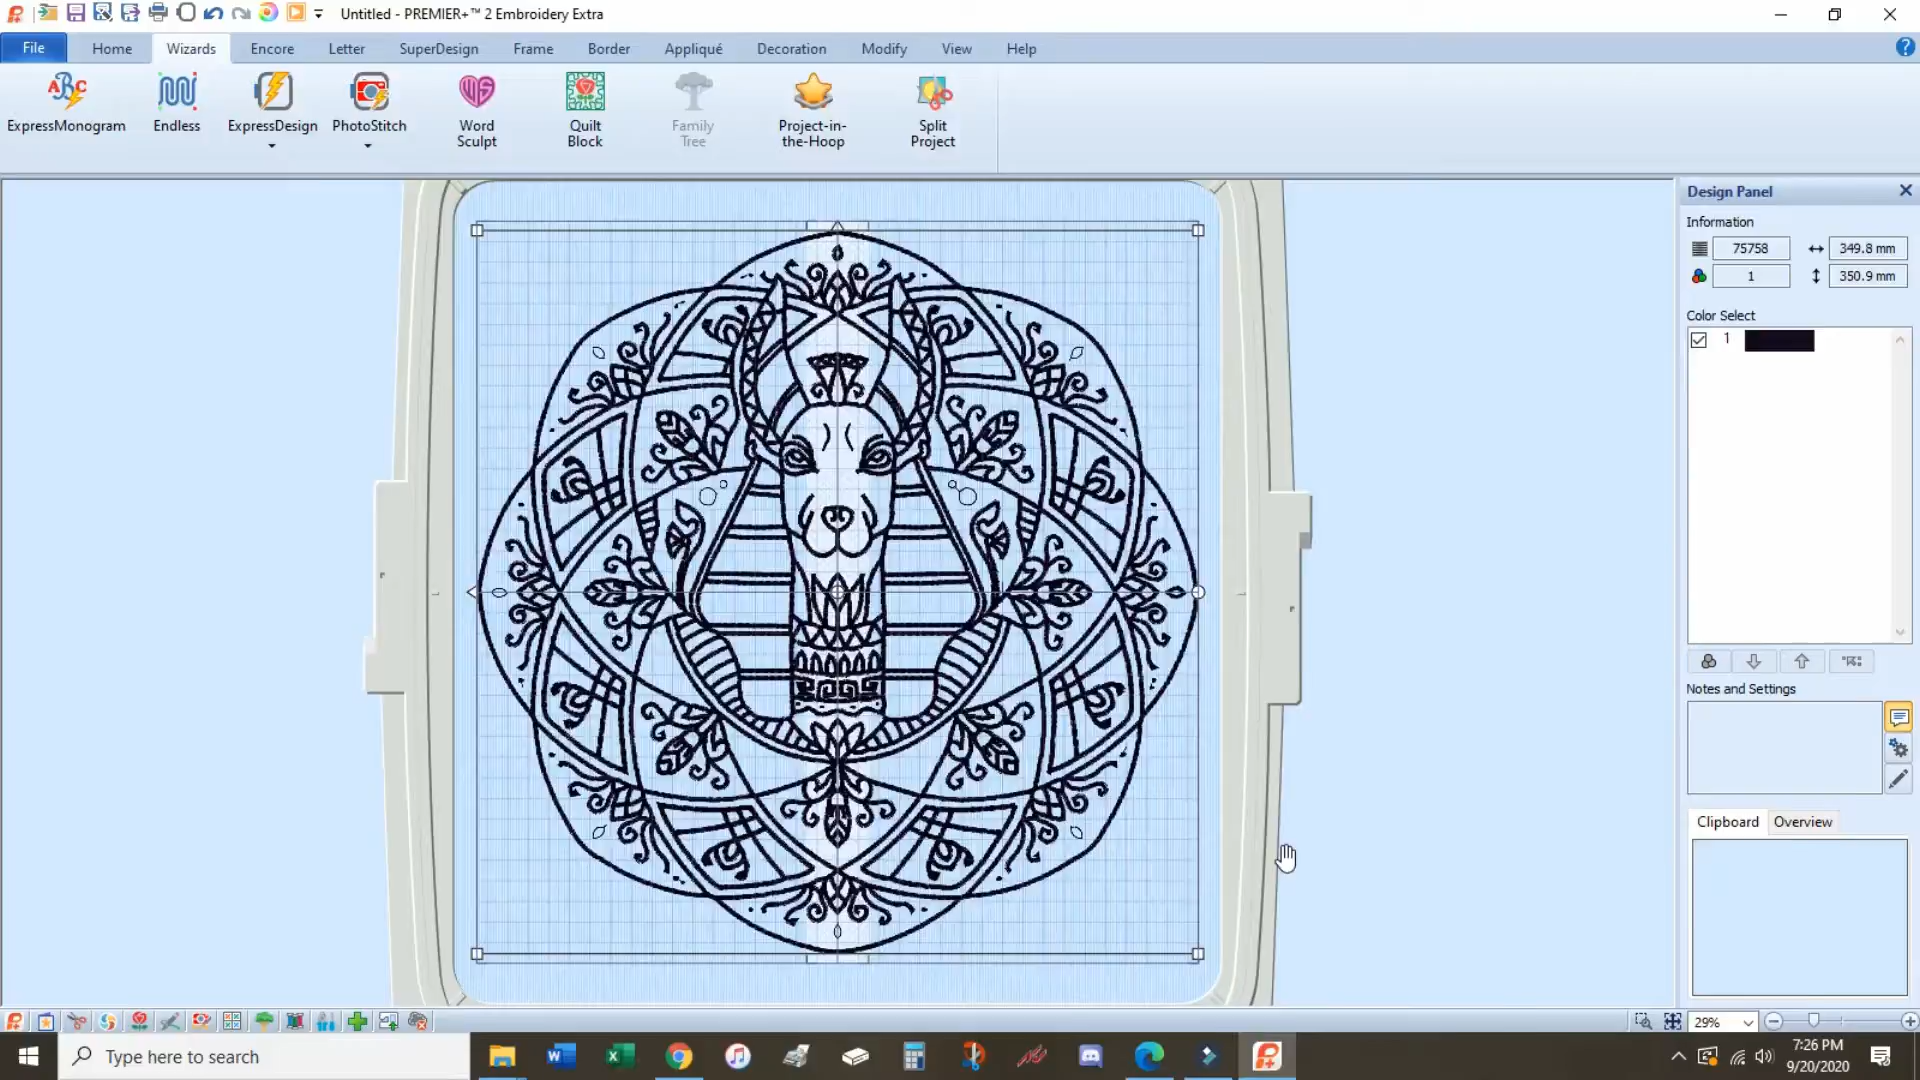 Untitled - PREMIER+™ 2 Embroidery Extra
File Home Wizards Encore Letter SuperDesign Frame Border Appliqué Decoration Modify View Help
ExpressMonogram
Endless
ExpressDesign
PhotoStitch
Word
Sculpt
Quilt
Block
Family
Tree
Project-in-
the-Hoop
Split
Project
Design Panel
Information
75758 349.8 mm
1 350.9 mm
Color Select
1
Notes and Settings
Clipboard Overview
29%
Type here to search
7:26 PM
9/20/2020